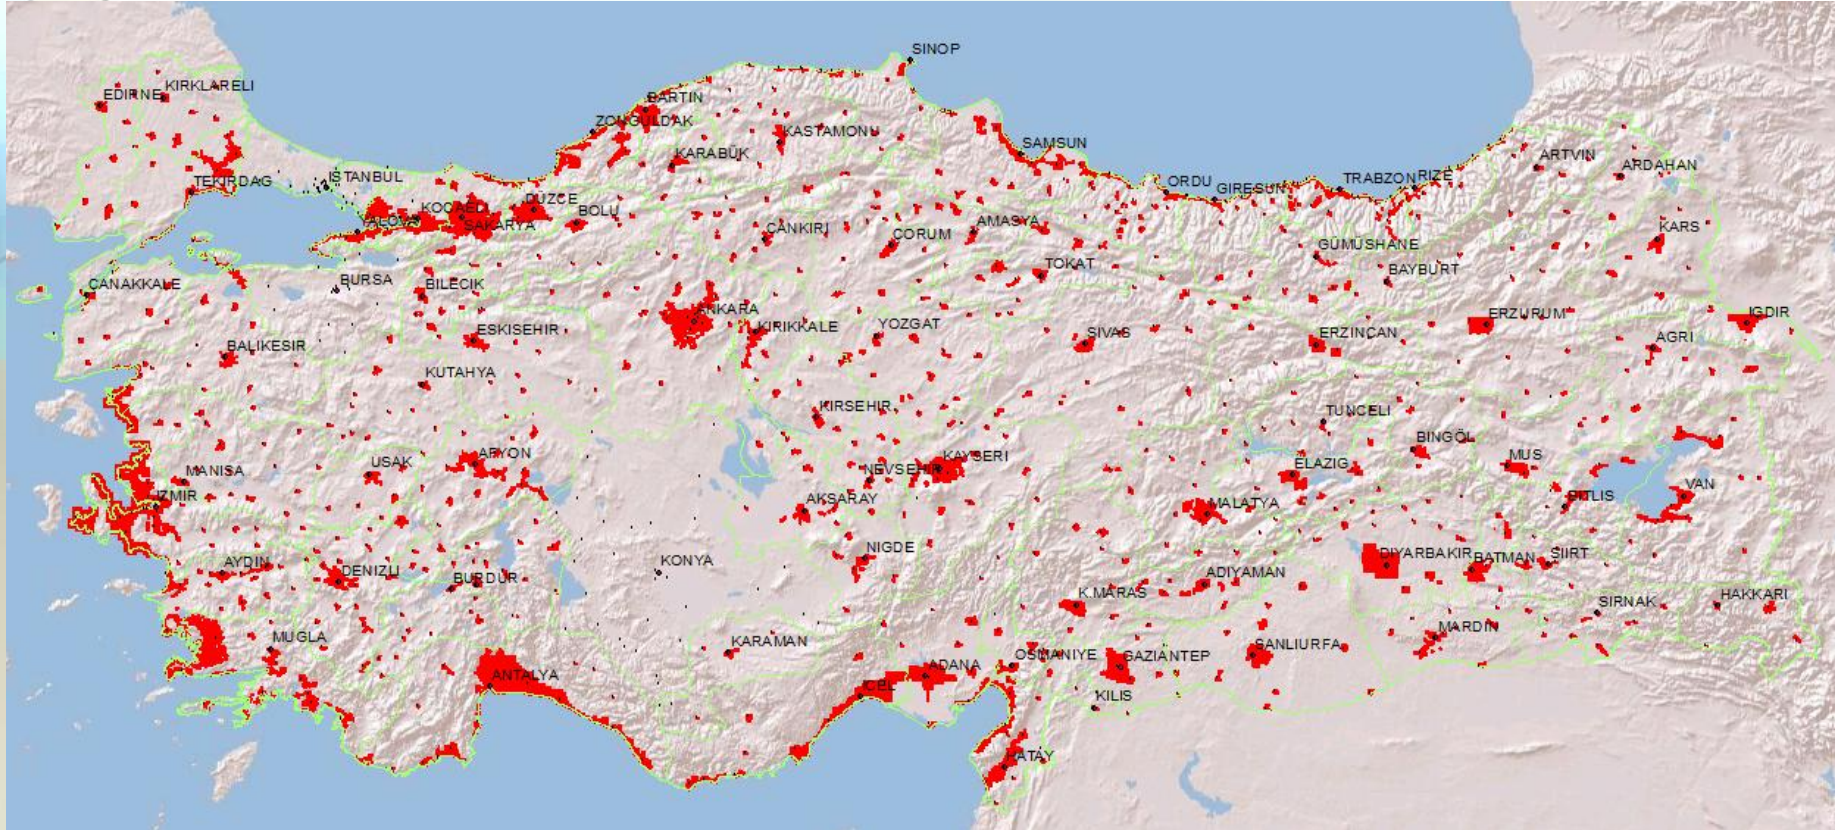 SINOP
KIRKLARELI
EDIRNE
BARTIN
ZONGULDAK
KASTAMONU
SAMSUN
KARABÜK
ARTVIN
ARDAHAN
ISTANBUL
TEKIRDAG
TRABZON
RIZE
ORDU
GIRESUN
DUZCE
KOCAELI
BOLU
YALOVA
SAKARYA
AMASYA
KARS
CANKIRI
CORUM
GUMUSHANE
TOKAT
BAYBURT
CANAKKALE
BURSA
BILECIK
ANKARA
ERZURUM
IGDIR
KIRIKKALE
YOZGAT
ESKISEHIR
SIVAS
ERZINCAN
AGRI
BALIKESIR
KUTAHYA
KIRSEHIR
TUNCELI
BINGÖL
AFYON
USAK
MANISA
KAYSERI
NEVSEHIR
ELAZIG
MUS
VAN
IZMIR
AKSARAY
MALATYA
BITLIS
NIGDE
DIYARBAKIR
BATMAN
SIIRT
AYDIN
DENIZLI
BURDUR
KONYA
ADIYAMAN
K.MARAS
SIRNAK
HAKKARI
MUGLA
KARAMAN
MARDIN
SANLIURFA
OSMANIYE
GAZIANTEP
ANTALYA
ADANA
ICEL
KILIS
HATAY